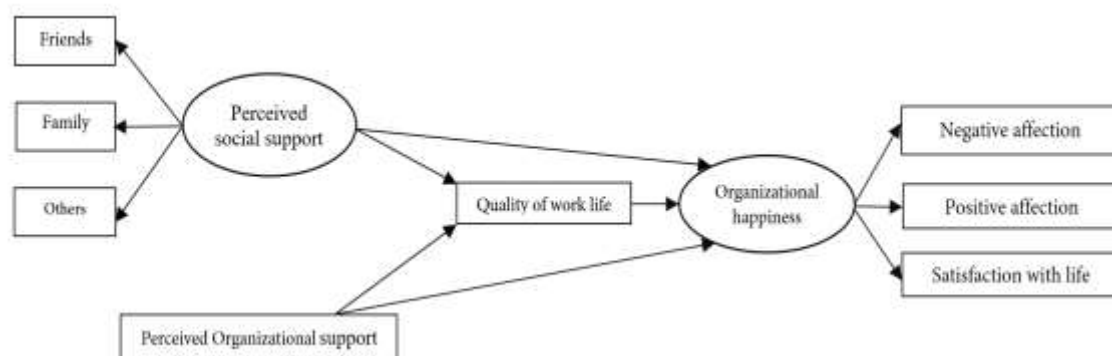 Friends
Family
Others
Perceived
social support
Quality of work life
Perceived Organizational support
Organizational
happiness
Negative affection
Positive affection
Satisfaction with life